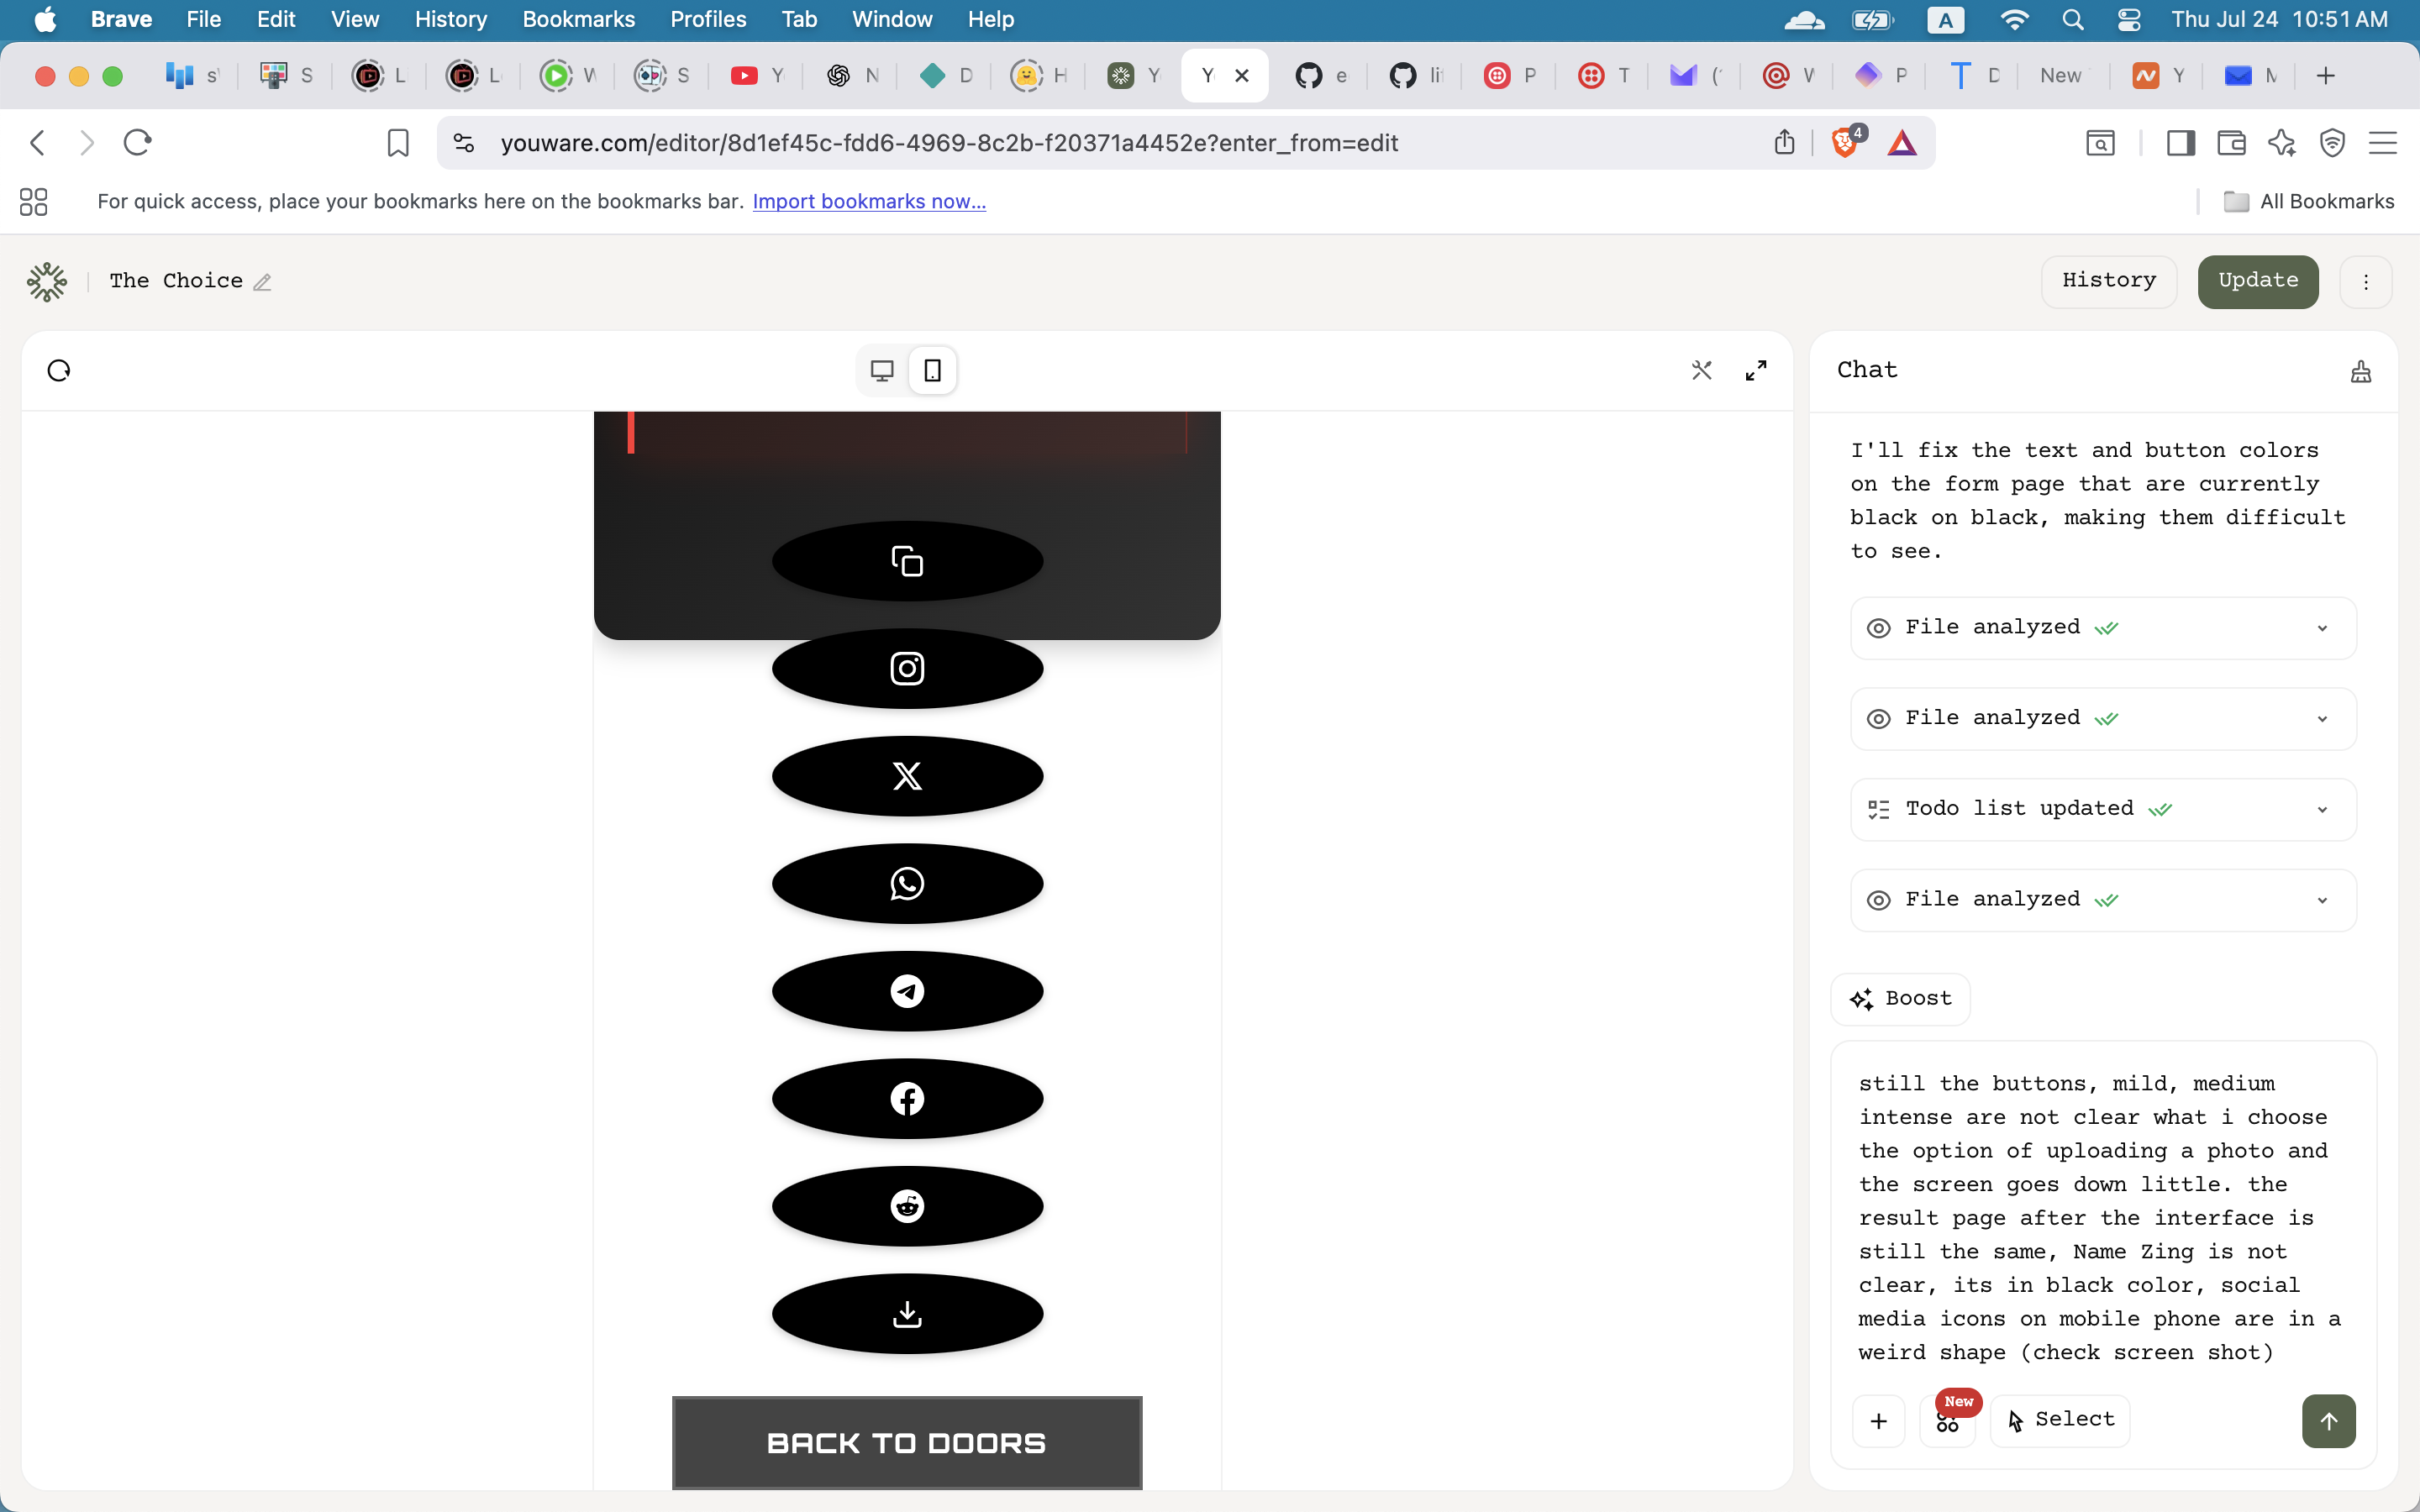 Brave File Edit View History Bookmarks Profiles Tab Window Help A Thu Jul 24 10:51 AM
s S L L W S Y N D H Y Y e lit P T ( W P D New Y M
youware.com/editor/8d1ef45c-fdd6-4969-8c2b-f20371a4452e?enter_from=edit 4
For quick access, place your bookmarks here on the bookmarks bar. Import bookmarks now... All Bookmarks
The Choice History Update
Chat
I'll fix the text and button colors
on the form page that are currently
black on black, making them difficult
to see.
File analyzed
File analyzed
Todo list updated
File analyzed
Boost
still the buttons, mild, medium
intense are not clear what i choose
the option of uploading a photo and
the screen goes down little. the
result page after the interface is
still the same, Name Zing is not
clear, its in black color, social
media icons on mobile phone are in a
weird shape (check screen shot)
New
Select
BACK TO DOORS